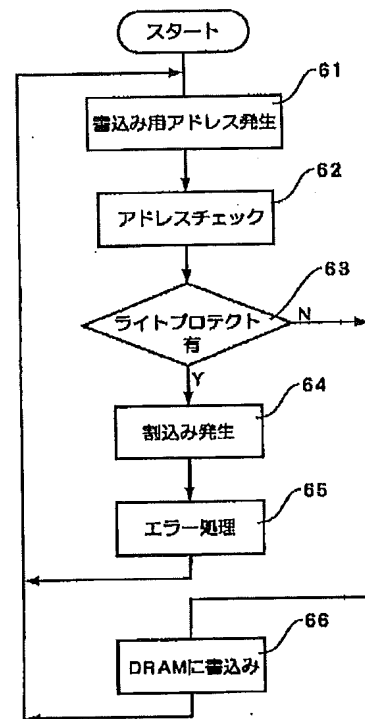 スタート
61
書込み用アドレス発生
62
アドレスチェック
63
ライトプロテクト
有
N
Y
64
割込み発生
65
エラー処理
66
DRAMに書込み